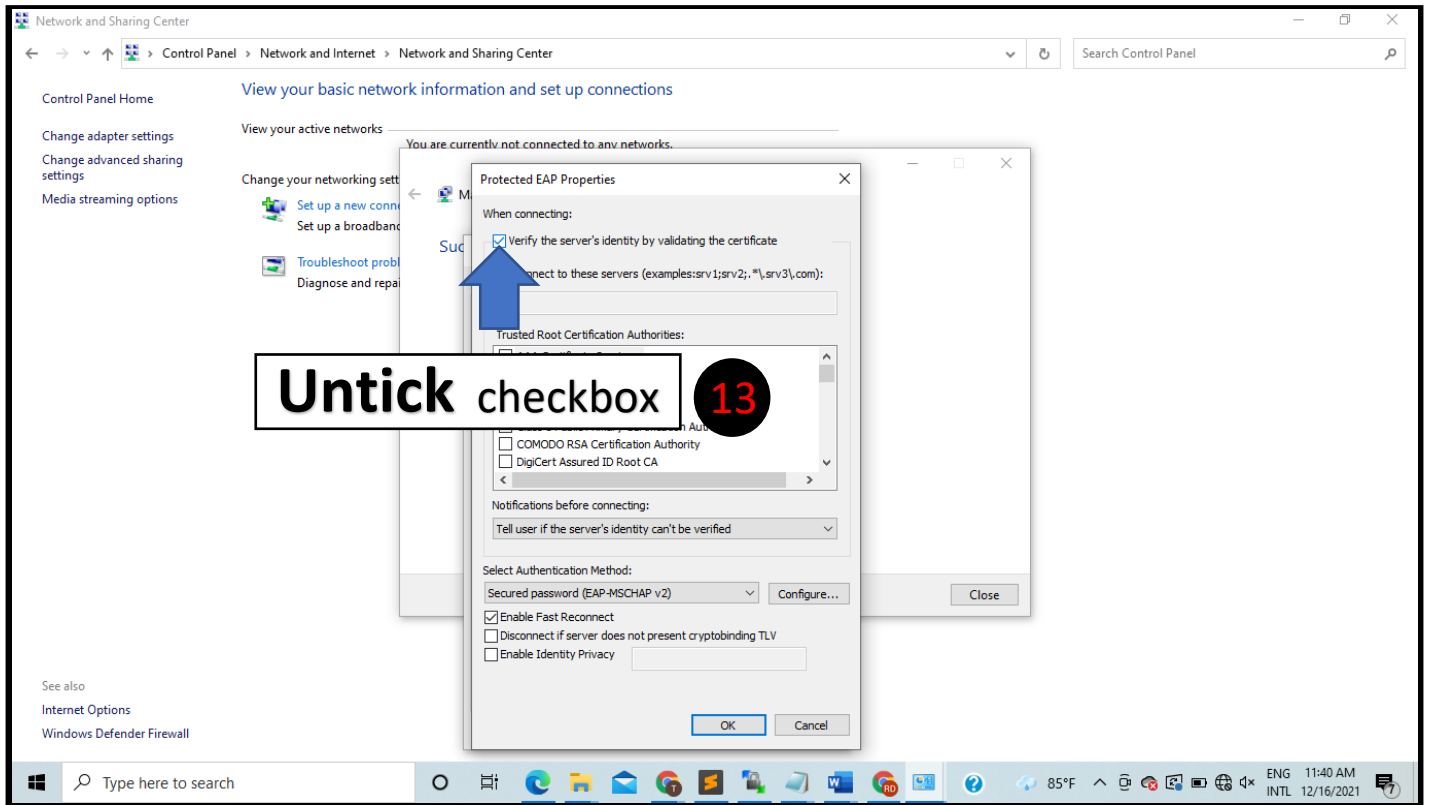 Network and Sharing Center
Control Panel > Network and Internet > Network and Sharing Center
Search Control Panel
Control Panel Home
Change adapter settings
Change advanced sharing
settings
Media streaming options
View your basic network information and set up connections
View your active networks
You are currently not connected to any networks.
Change your networking sett
Set up a new conne
Set up a broadband
Troubleshoot probl
Diagnose and repai
Suc
Protected EAP Properties
When connecting:
Verify the server's identity by validating the certificate
nnect to these servers (examples:srv1;srv2;.*\.srv3\.com):
Trusted Root Certification Authorities:
Untick checkbox
13
COMODO RSA Certification Authority
DigiCert Assured ID Root CA
Notifications before connecting:
Tell user if the server's identity can't be verified
Select Authentication Method:
Secured password (EAP-MSCHAP v2)
Configure...
Enable Fast Reconnect
Disconnect if server does not present cryptobinding TLV
Enable Identity Privacy
OK
Cancel
Close
See also
Internet Options
Windows Defender Firewall
Type here to search
85°F
ENG
INTL
11:40 AM
12/16/2021
7